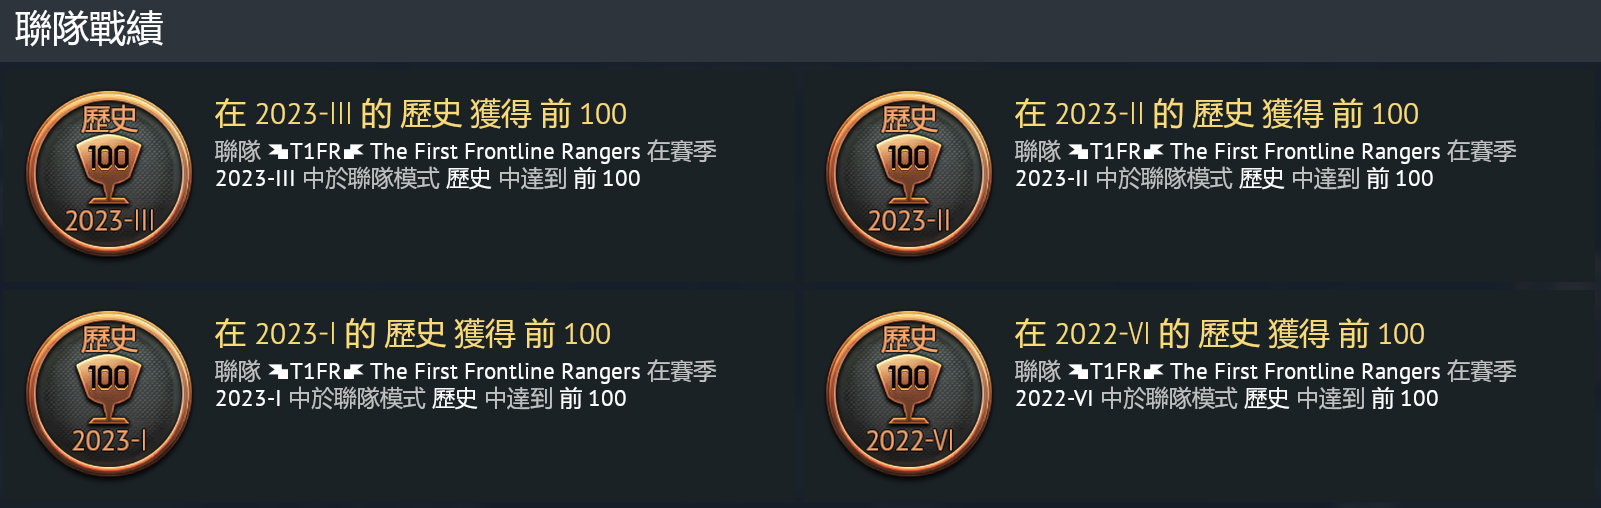 聯隊戰績
歷史
100
2023-III
在 2023-III 的 歷史 獲得 前 100
聯隊 T1FR The First Frontline Rangers 在賽季
2023-III 中於聯隊模式 歷史 中達到 前 100
歷史
100
2023-II
在 2023-II 的 歷史 獲得 前 100
聯隊 T1FR The First Frontline Rangers 在賽季
2023-II 中於聯隊模式 歷史 中達到 前 100
歷史
100
2023-I
在 2023-I 的 歷史 獲得 前 100
聯隊 T1FR The First Frontline Rangers 在賽季
2023-I 中於聯隊模式 歷史 中達到 前 100
歷史
100
2022-VI
在 2022-VI 的 歷史 獲得 前 100
聯隊 T1FR The First Frontline Rangers 在賽季
2022-VI 中於聯隊模式 歷史 中達到 前 100